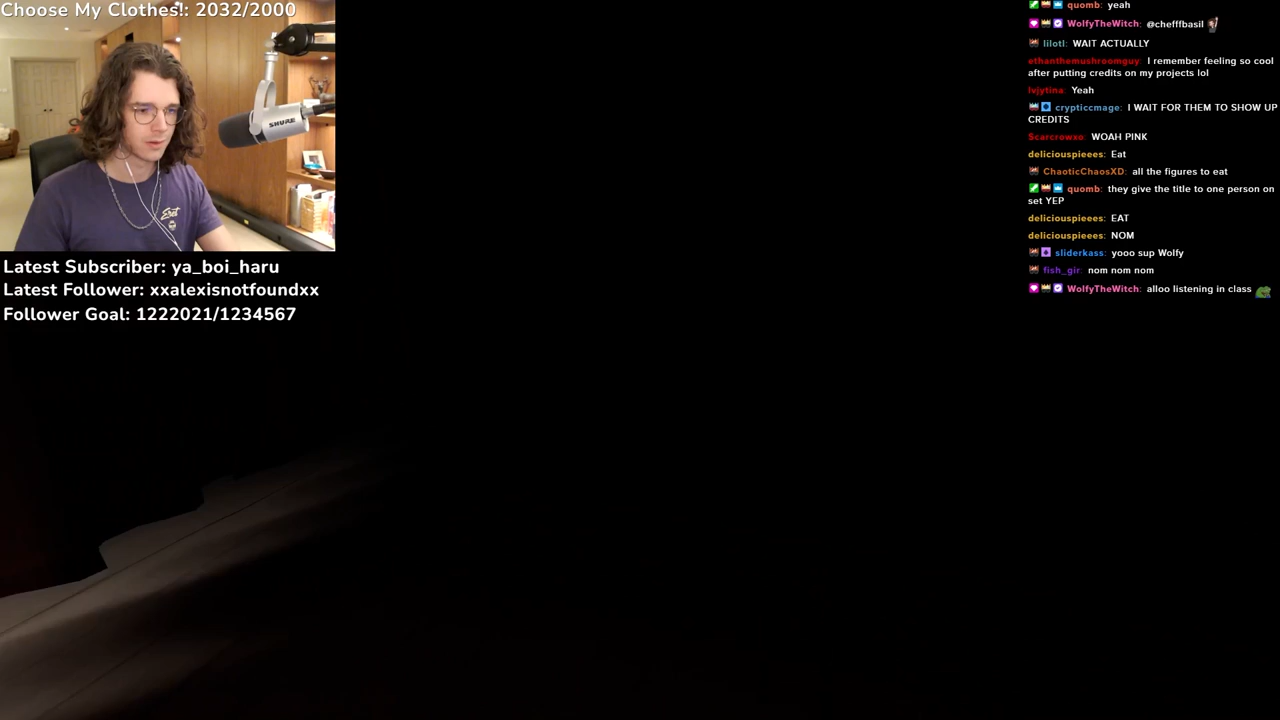 Choose My Clothes!: 2032/2000
SHURE
Eret
Latest Subscriber: ya_boi_haru
Latest Follower: xxalexisnotfoundxx
Follower Goal: 1222021/1234567
quomb: yeah
WolfyTheWitch: @chefffbasil
lilotl: WAIT ACTUALLY
ethanthemushroomguy: I remember feeling so cool
after putting credits on my projects lol
lvjytina: Yeah
crypticcmage: I WAIT FOR THEM TO SHOW UP
CREDITS
Scarcrowxo: WOAH PINK
deliciouspieees: Eat
ChaoticChaosXD: all the figures to eat
quomb: they give the title to one person on
set YEP
deliciouspieees: EAT
deliciouspieees: NOM
sliderkass: yooo sup Wolfy
fish_gir: nom nom nom
WolfyTheWitch: alloo listening in class